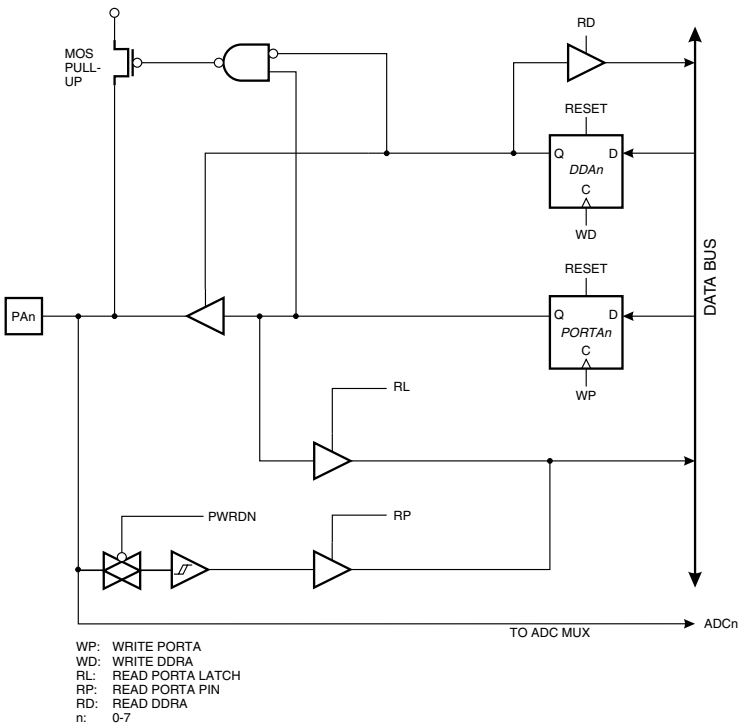 RD
MOS
PULL-
UP
RESET
Q
D
DDAn
C
WD
DATA BUS
RESET
PAn
Q
D
PORTAn
C
WP
RL
PWRDN
RP
TO ADC MUX
ADCn
WP: WRITE PORTA
WD: WRITE DDRA
RL: READ PORTA LATCH
RP: READ PORTA PIN
RD: READ DDRA
n: 0-7